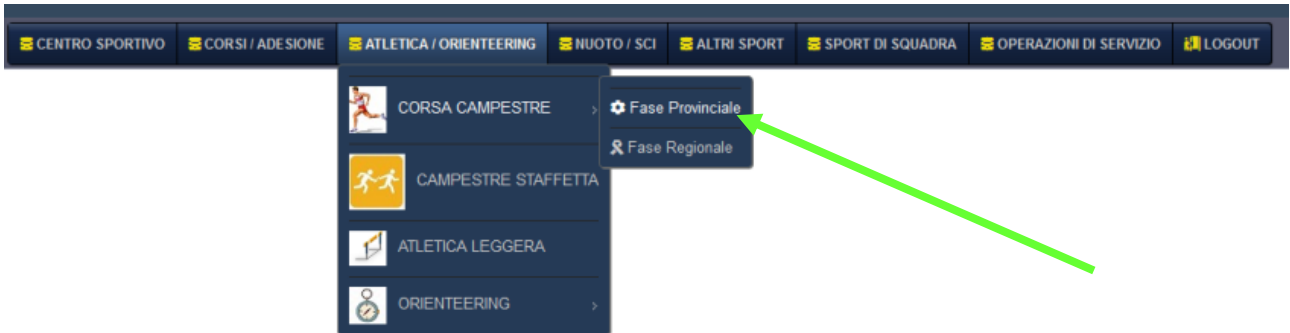 CENTRO SPORTIVO CORSI / ADESIONE ATLETICA / ORIENTEERING NUOTO / SCI ALTRI SPORT SPORT DI SQUADRA OPERAZIONI DI SERVIZIO LOGOUT
CORSA CAMPESTRE › Fase Provinciale
Fase Regionale
CAMPESTRE STAFFETTA
ATLETICA LEGGERA
ORIENTEERING ›